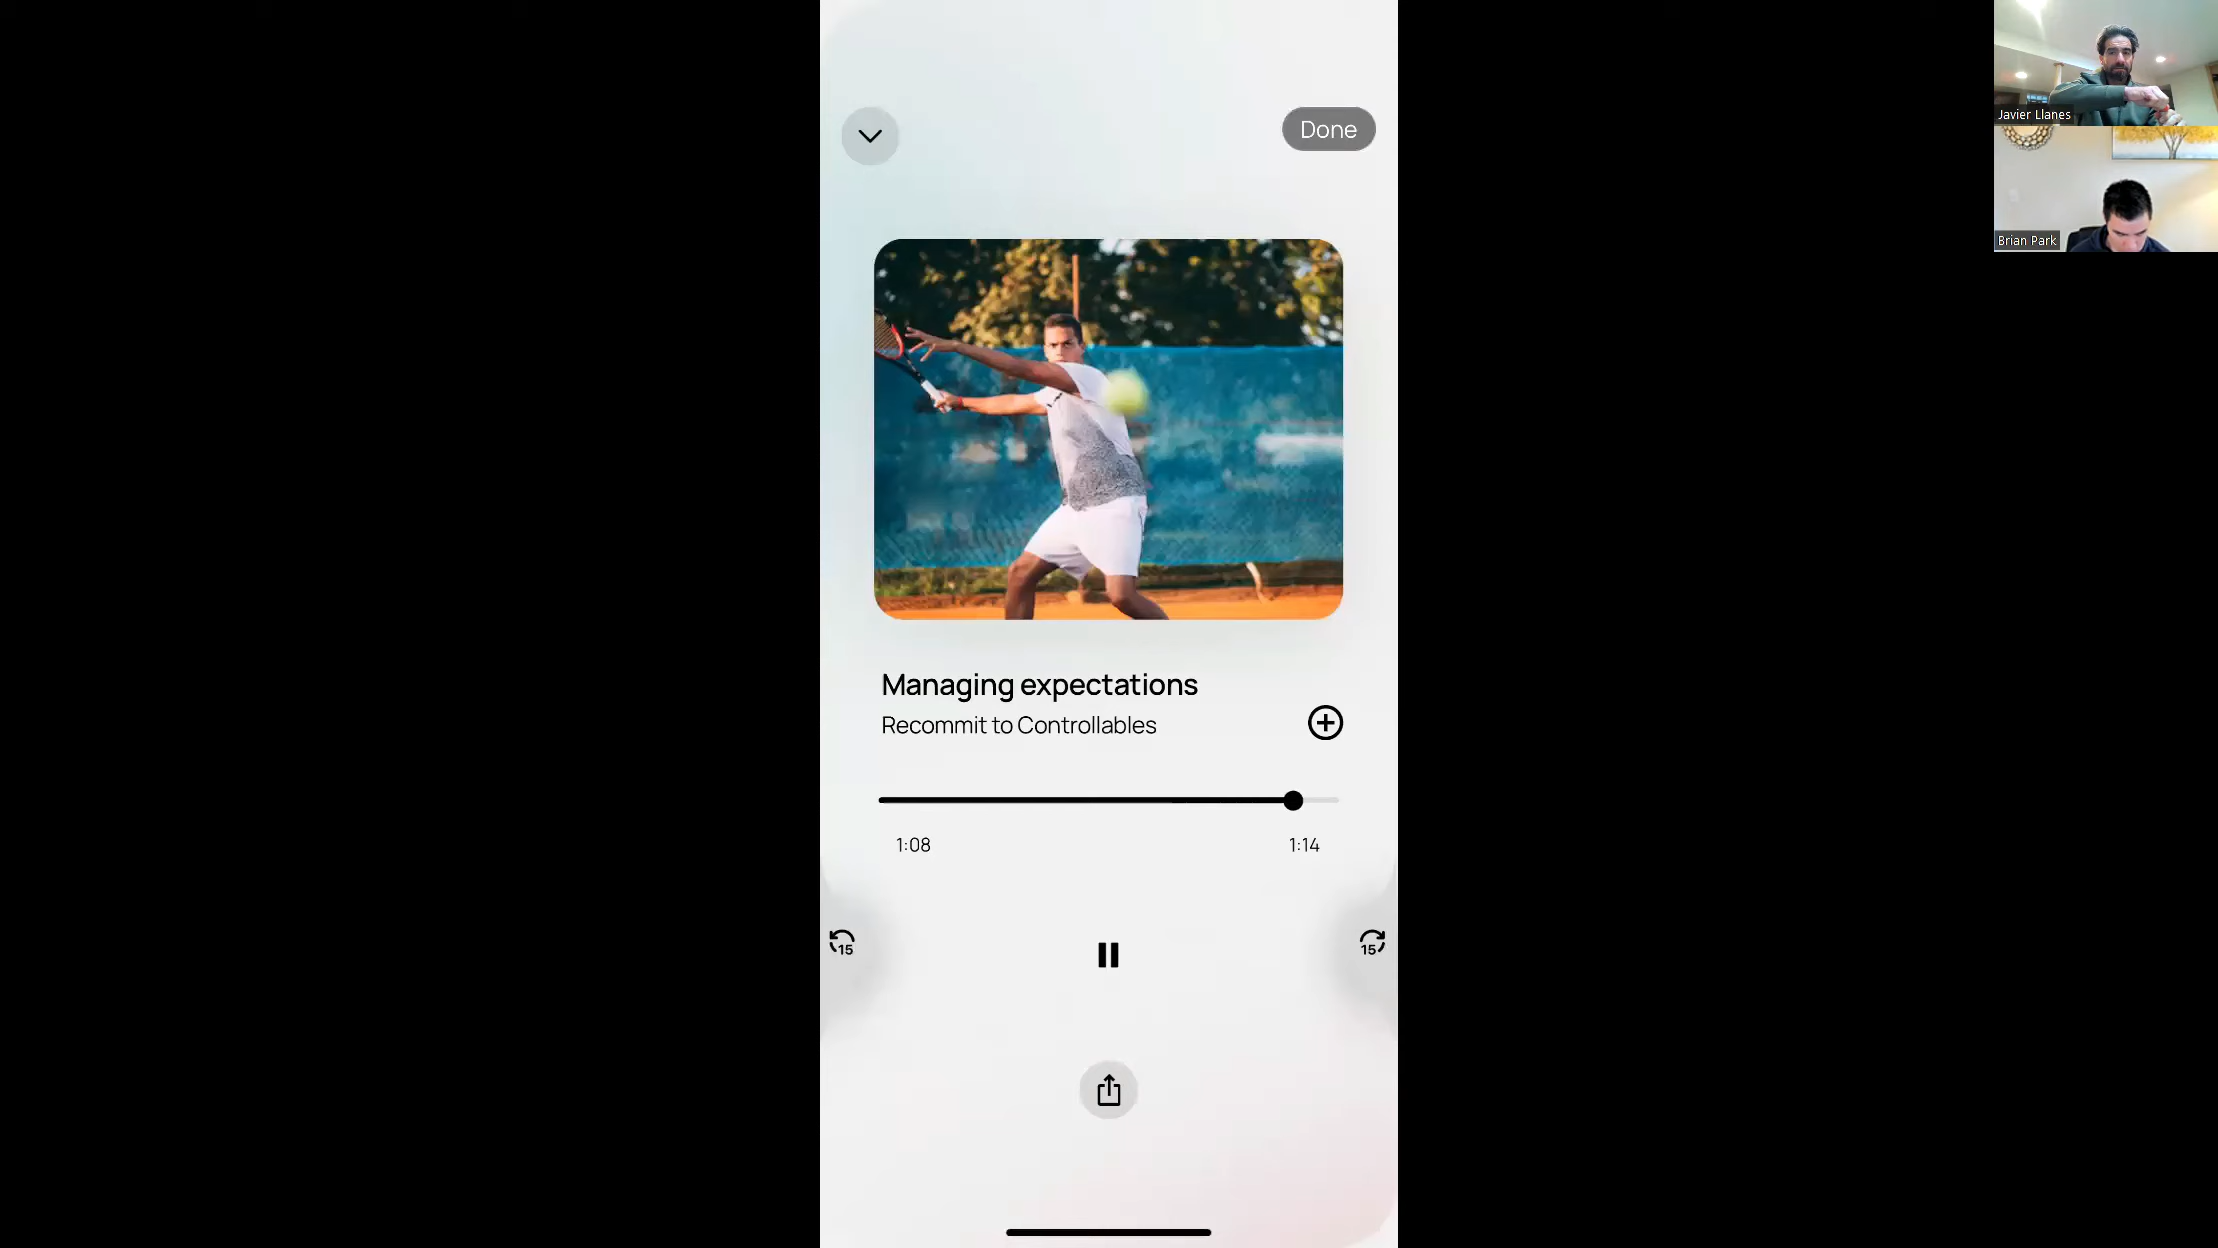 Done
Managing expectations
Recommit to Controllables
1:08
1:14
15
15
Javier Llanes
Brian Park